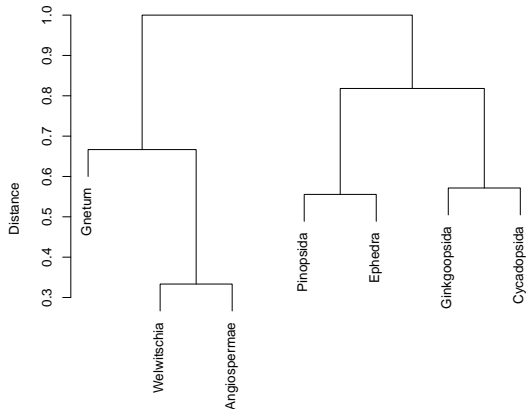 1.0
0.9
0.8
0.7
0.6
0.5
0.4
0.3
Distance
Gnetum
Welwitschia
Angiospermae
Pinopsida
Ephedra
Ginkgoopsida
Cycadopsida